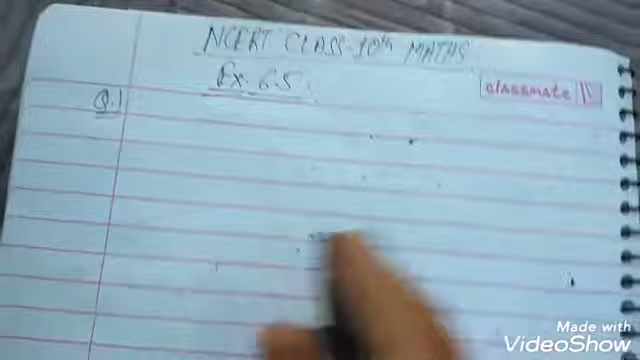 NCERT CLASS-10th MATHS
Ex. 6.5
CLASSMATE
Q.1
Made with
VideoShow